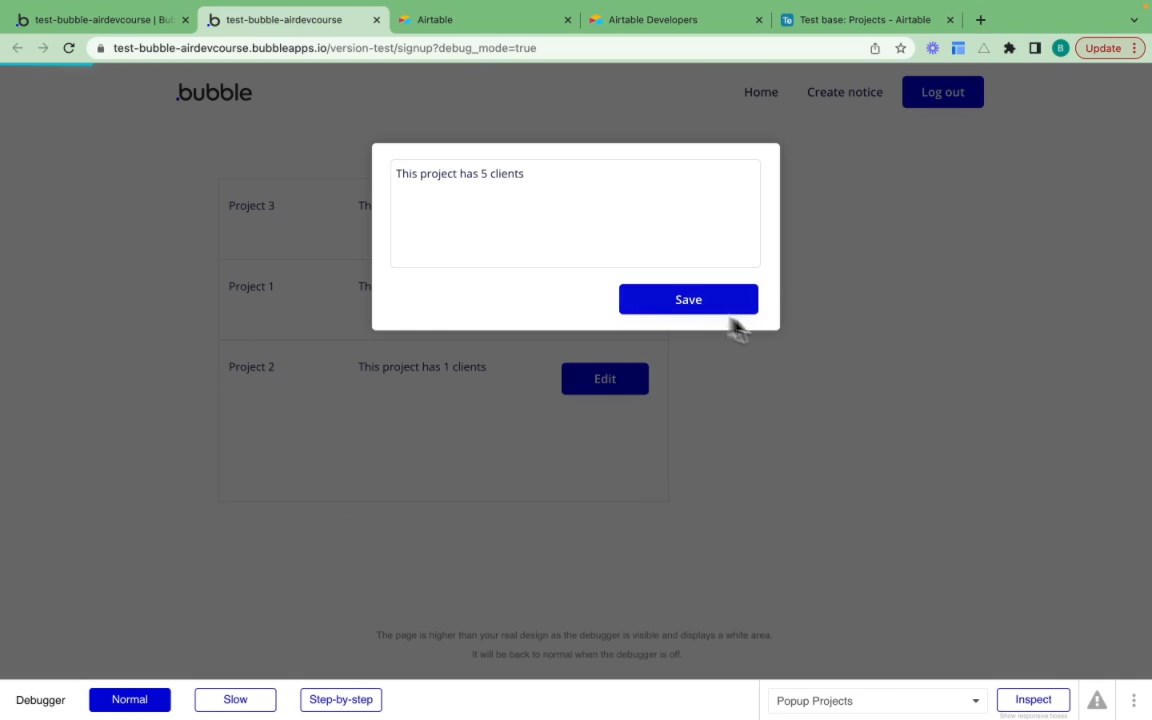 test-bubble-airdevcourse | Bub
test-bubble-airdevcourse
Airtable
Airtable Developers
Te
Test base: Projects - Airtable
test-bubble-airdevcourse.bubbleapps.io/version-test/signup?debug_mode=true
B
Update
.bubble
Home
Create notice
Log out
This project has 5 clients
Save
Project 3
Th
Project 1
Th
Project 2
This project has 1 clients
Edit
The page is higher than your real design as the debugger is visible and displays a white area.
It will be back to normal when the debugger is off.
Debugger
Normal
Slow
Step-by-step
Popup Projects
Inspect
Show responsive boxes